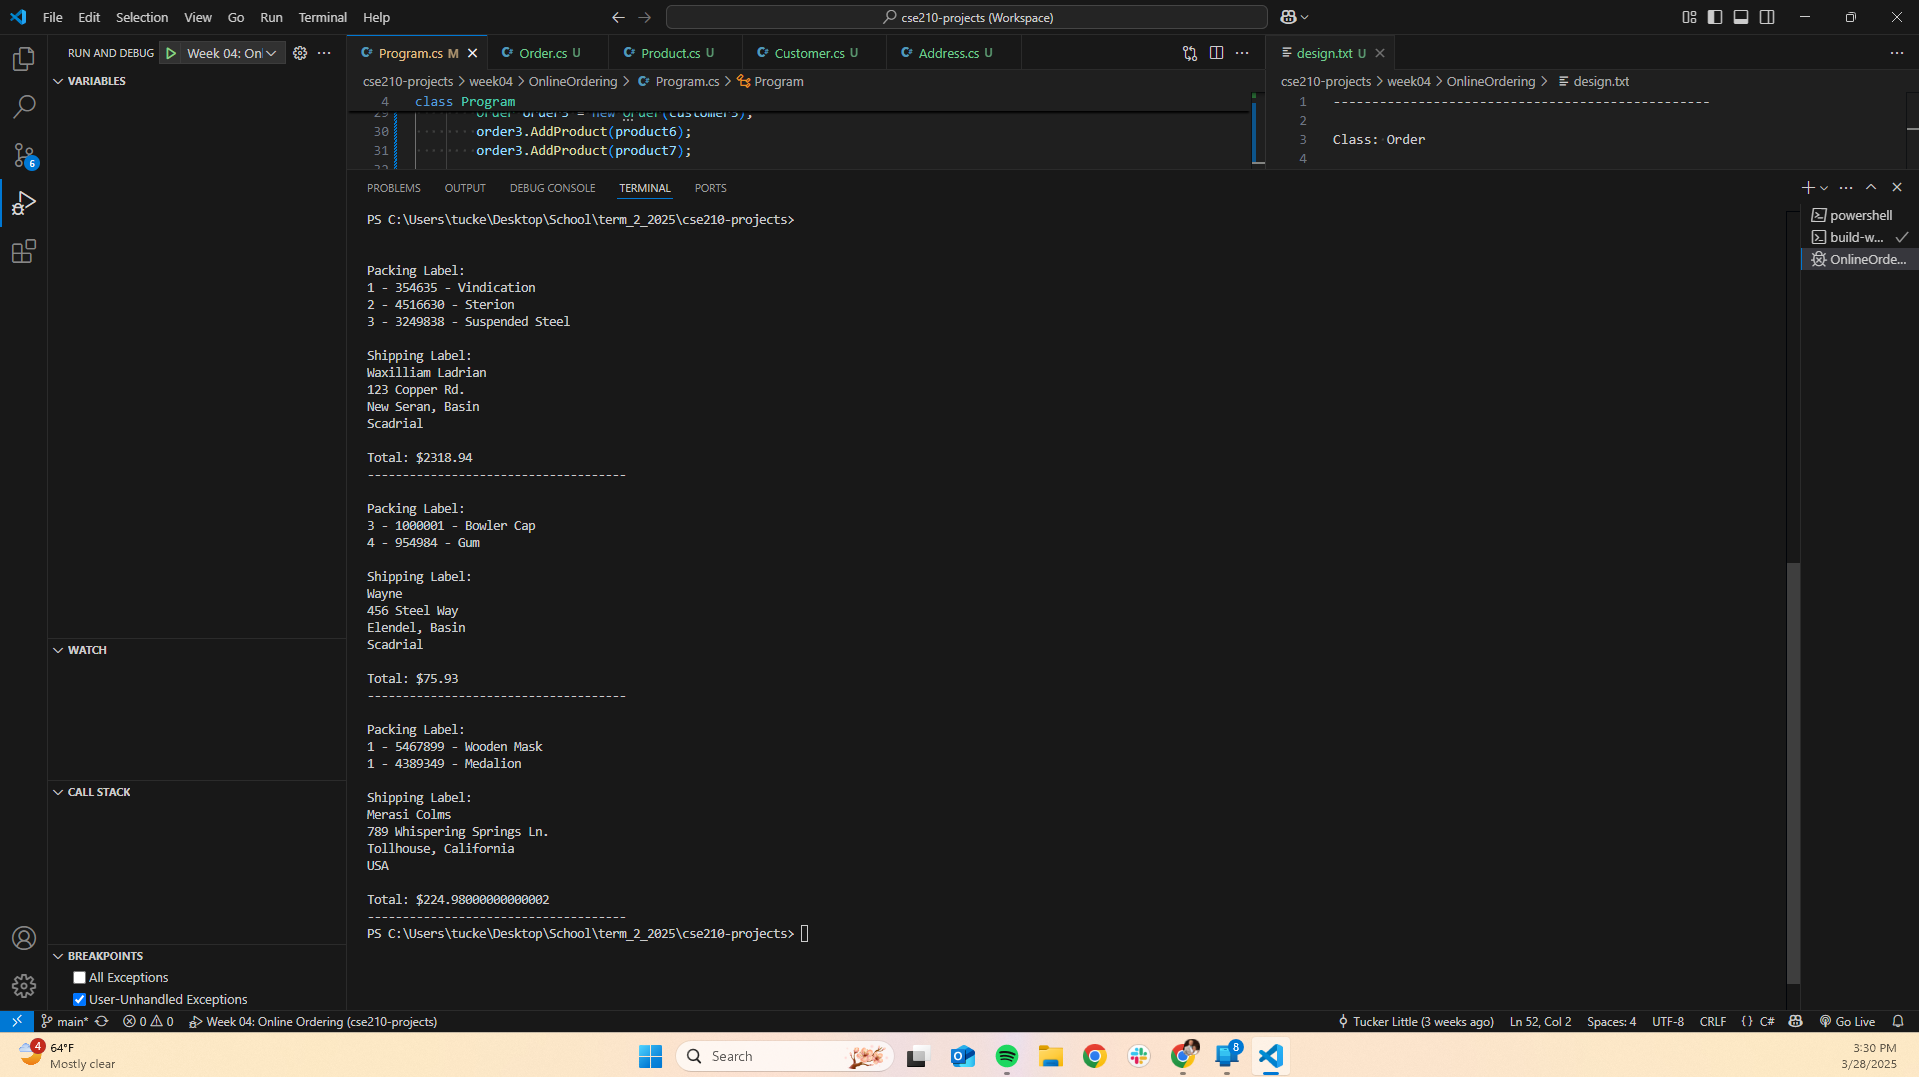 File Edit Selection View Go Run Terminal Help
cse210-projects (Workspace)
RUN AND DEBUG Week 04: Onl
Program.cs M
Order.cs U
Product.cs U
Customer.cs U
Address.cs U
design.txt U
VARIABLES
cse210-projects > week04 > OnlineOrdering > Program.cs > Program
4 class Program
29 Order order3 = new Order(customer3);
30 order3.AddProduct(product6);
31 order3.AddProduct(product7);
cse210-projects > week04 > OnlineOrdering > design.txt
1 -------------------------------------------------
2
3 Class: Order
4
PROBLEMS OUTPUT DEBUG CONSOLE TERMINAL PORTS
PS C:\Users\tucke\Desktop\School\term_2_2025\cse210-projects>
Packing Label:
1 - 354635 - Vindication
2 - 4516630 - Sterion
3 - 3249838 - Suspended Steel
Shipping Label:
Waxilliam Ladrian
123 Copper Rd.
New Seran, Basin
Scadrial
Total: $2318.94
-------------------------------------
Packing Label:
3 - 1000001 - Bowler Cap
4 - 954984 - Gum
Shipping Label:
Wayne
456 Steel Way
Elendel, Basin
Scadrial
Total: $75.93
-------------------------------------
Packing Label:
1 - 5467899 - Wooden Mask
1 - 4389349 - Medalion
Shipping Label:
Merasi Colms
789 Whispering Springs Ln.
Tollhouse, California
USA
Total: $224.98000000000002
-------------------------------------
PS C:\Users\tucke\Desktop\School\term_2_2025\cse210-projects>
powershell
build-w...
OnlineOrde...
6
WATCH
CALL STACK
BREAKPOINTS
All Exceptions
User-Unhandled Exceptions
main* 0 0 Week 04: Online Ordering (cse210-projects)
Tucker Little (3 weeks ago) Ln 52, Col 2 Spaces: 4 UTF-8 CRLF {} C# Go Live
4
64°F
Mostly clear
Search
8
3:30 PM
3/28/2025